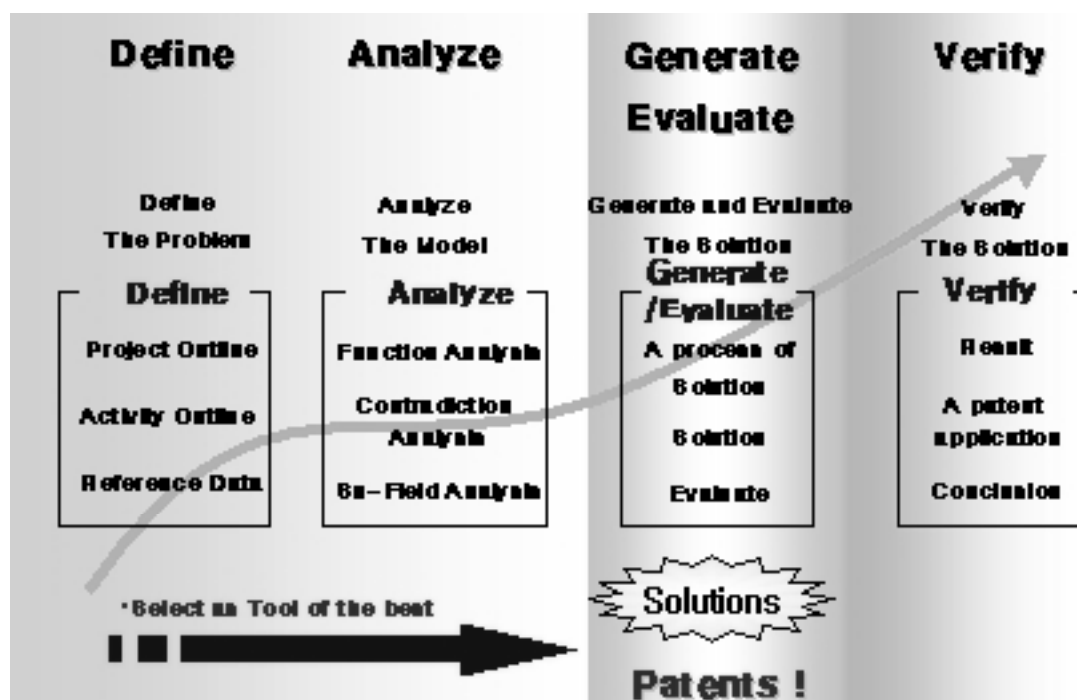 Define
Analyze
Generate
Evaluate
Verify
Define
The Problem
Analyze
The Model
Generate and Evaluate
The Solution
Verify
The Solution
Define
Project Outline
Activity Outline
Reference Data
Analyze
Function Analysis
Contradiction
Analysis
Su-Field Analysis
Generate
/Evaluate
A process of
Solution
Solution
Evaluate
Verify
Result
A patent
application
Conclusion
·Select an Tool of the best
Solutions
Patents !